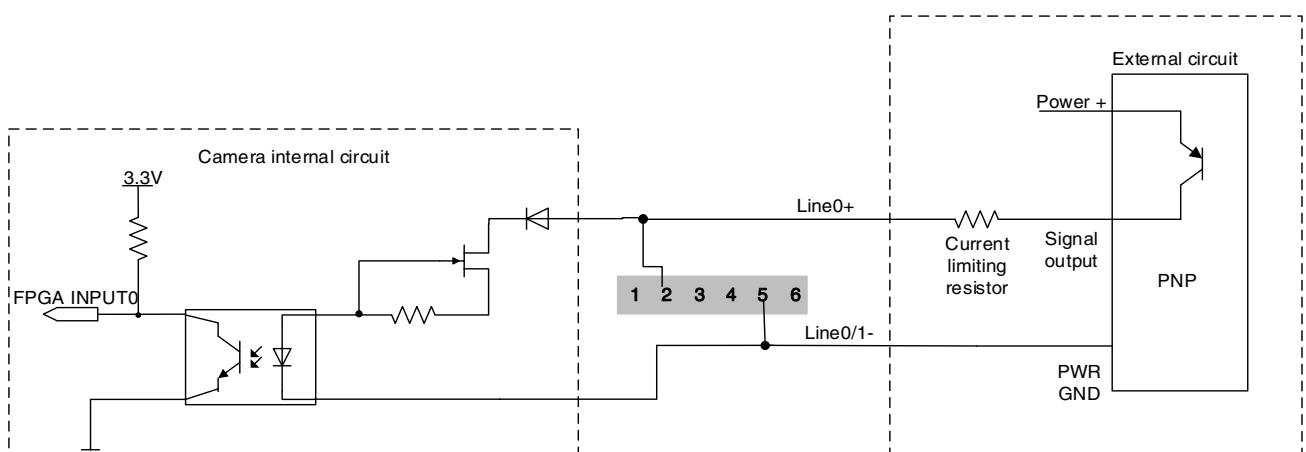 External circuit
Power +
Camera internal circuit
3.3V
Line0+
Current
limiting
resistor
Signal
output
PNP
FPGA INPUT0
1 2 3 4 5 6
Line0/1-
PWR
GND